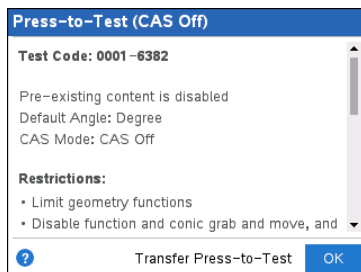 Press-to-Test (CAS Off)
Test Code: 0001-6382
Pre-existing content is disabled
Default Angle: Degree
CAS Mode: CAS Off
Restrictions:
• Limit geometry functions
• Disable function and conic grab and move, and
? Transfer Press-to-Test OK